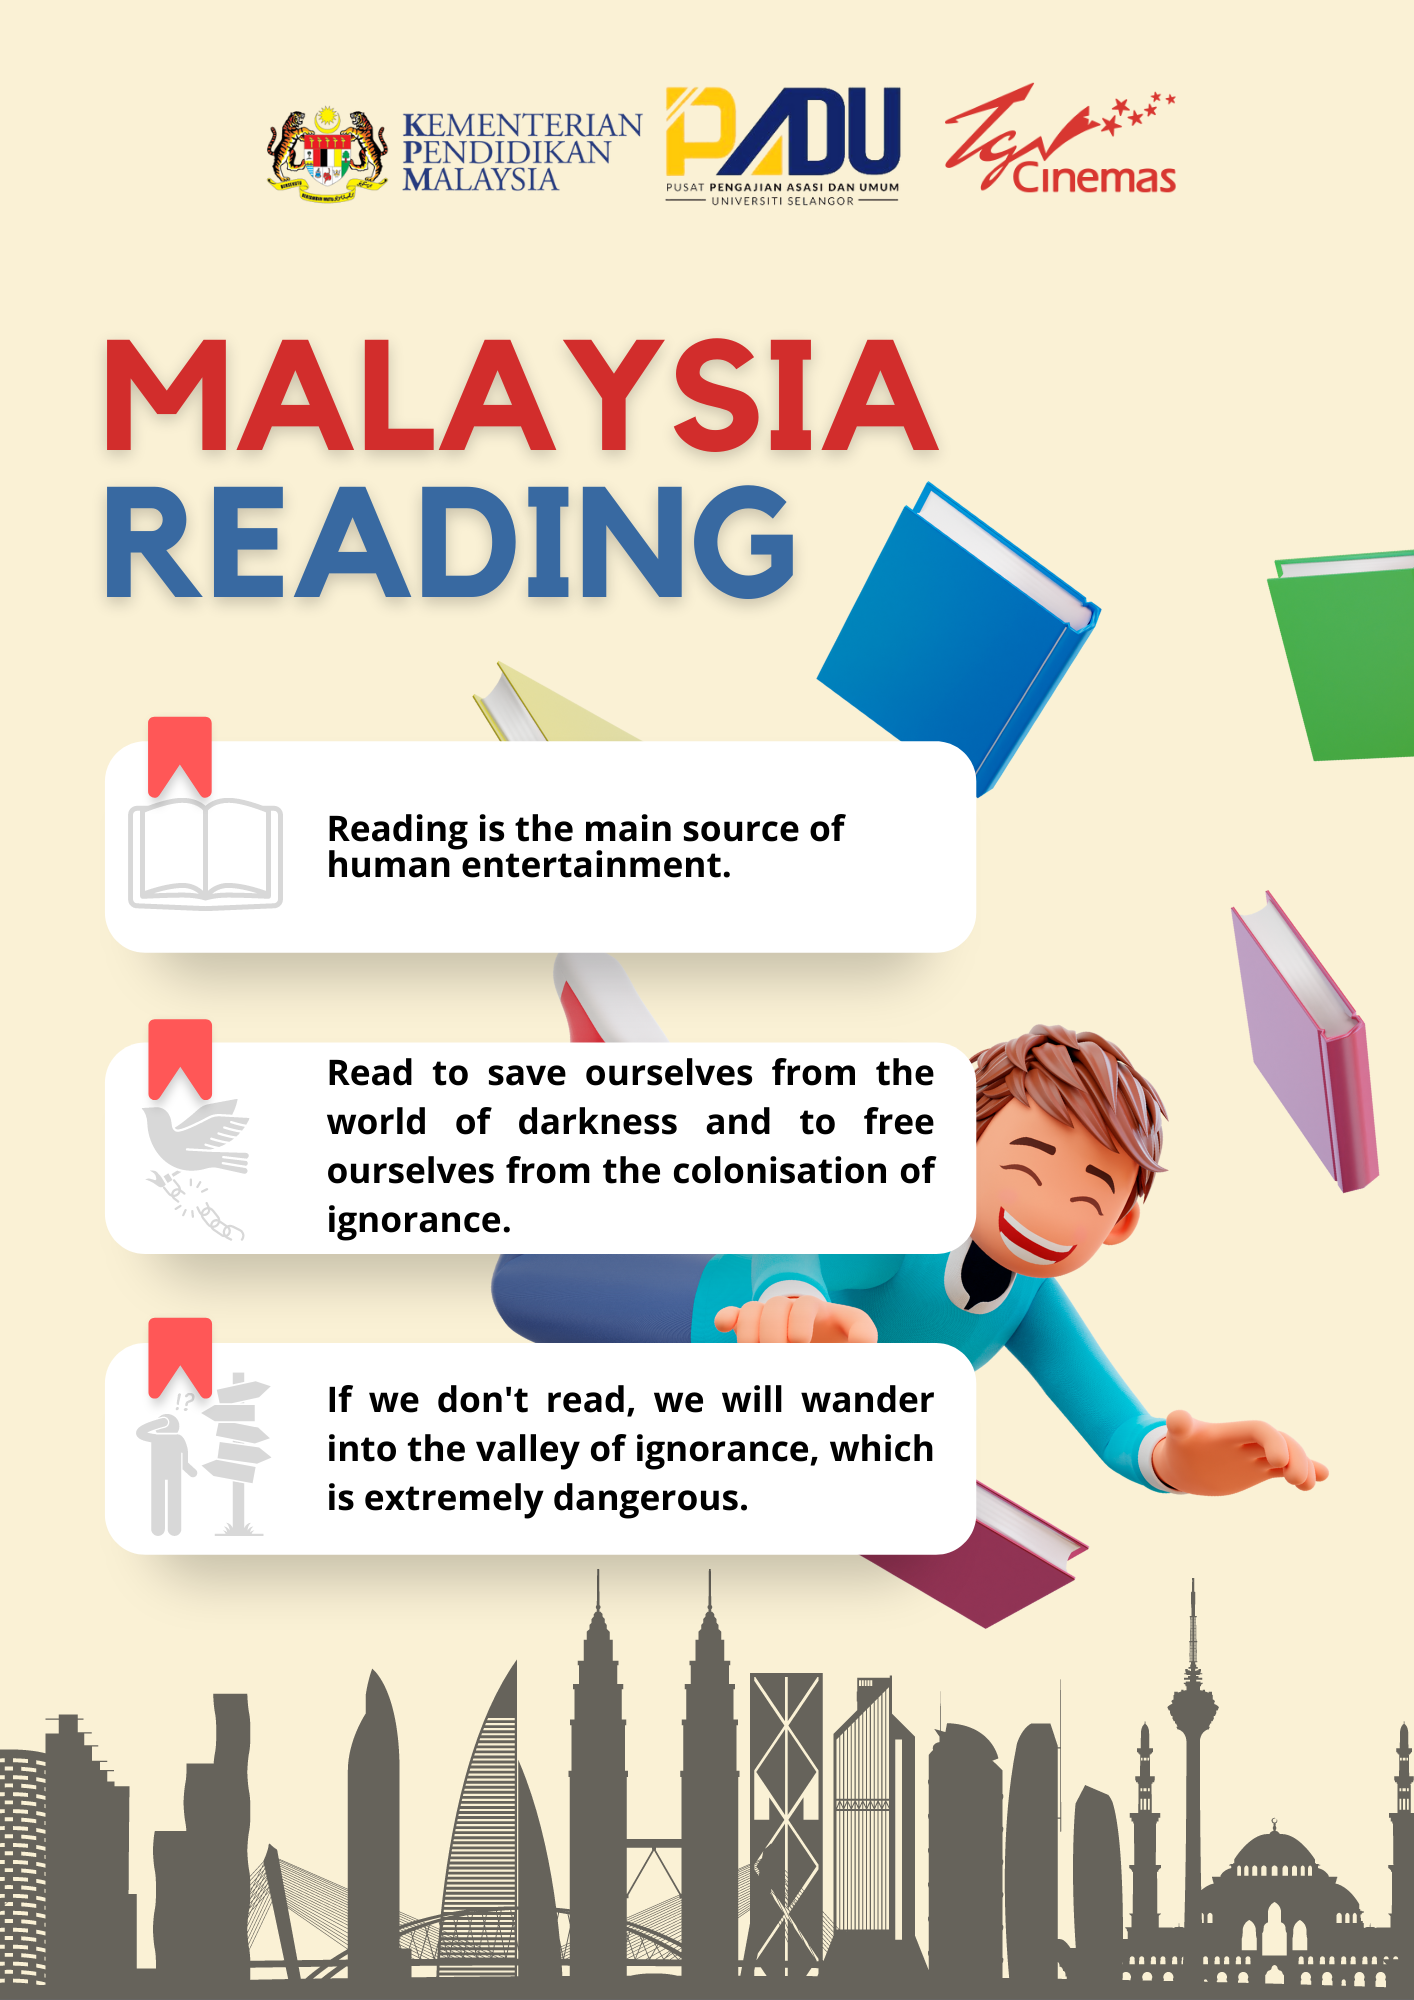 KEMENTERIAN
PENDIDIKAN
MALAYSIA
PADU
PUSAT PENGAJIAN ASASI DAN UMUM
UNIVERSITI SELANGOR
TGV
Cinemas
MALAYSIA
READING
Reading is the main source of
human entertainment.
Read to save ourselves from the
world of darkness and to free
ourselves from the colonisation of
ignorance.
!?
If we don't read, we will wander
into the valley of ignorance, which
is extremely dangerous.